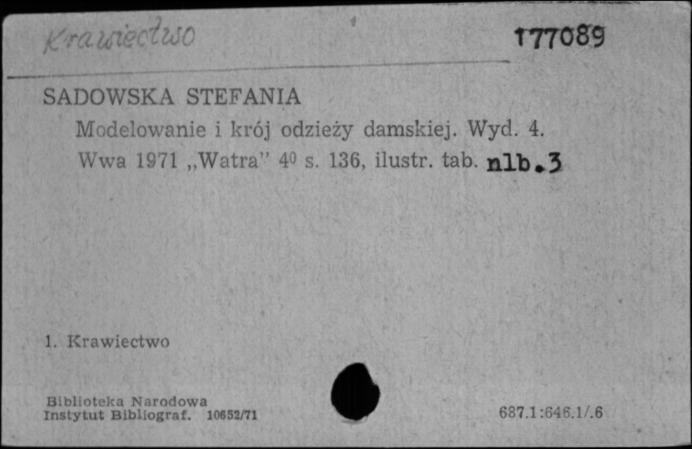 Krawiectwo
177089
SADOWSKA STEFANIA
Modelowanie i krój odzieży damskiej. Wyd. 4.
Wwa 1971 „Watra” 4⁰ s. 136, ilustr. tab. nlb.3
1. Krawiectwo
Biblioteka Narodowa
Instytut Bibliograf. 10652/71
687.1:646.1/.6